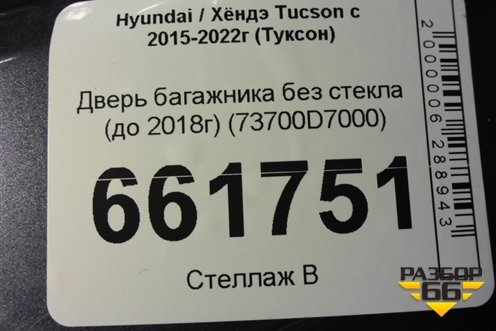 Hyundai / Хёндэ Tucson с
2015-2022г (Туксон)
Дверь багажника без стекла
(до 2018г) (73700D7000)
661751
Стеллаж В
2000006288943
РАЗБОР
66